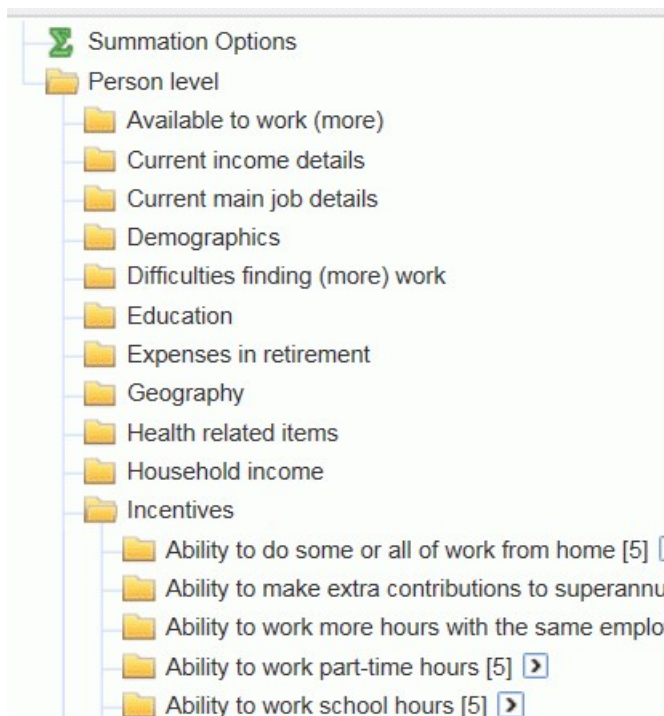 Summation Options
Person level
Available to work (more)
Current income details
Current main job details
Demographics
Difficulties finding (more) work
Education
Expenses in retirement
Geography
Health related items
Household income
Incentives
Ability to do some or all of work from home [5]
Ability to make extra contributions to superannu
Ability to work more hours with the same emplo
Ability to work part-time hours [5]
Ability to work school hours [5]